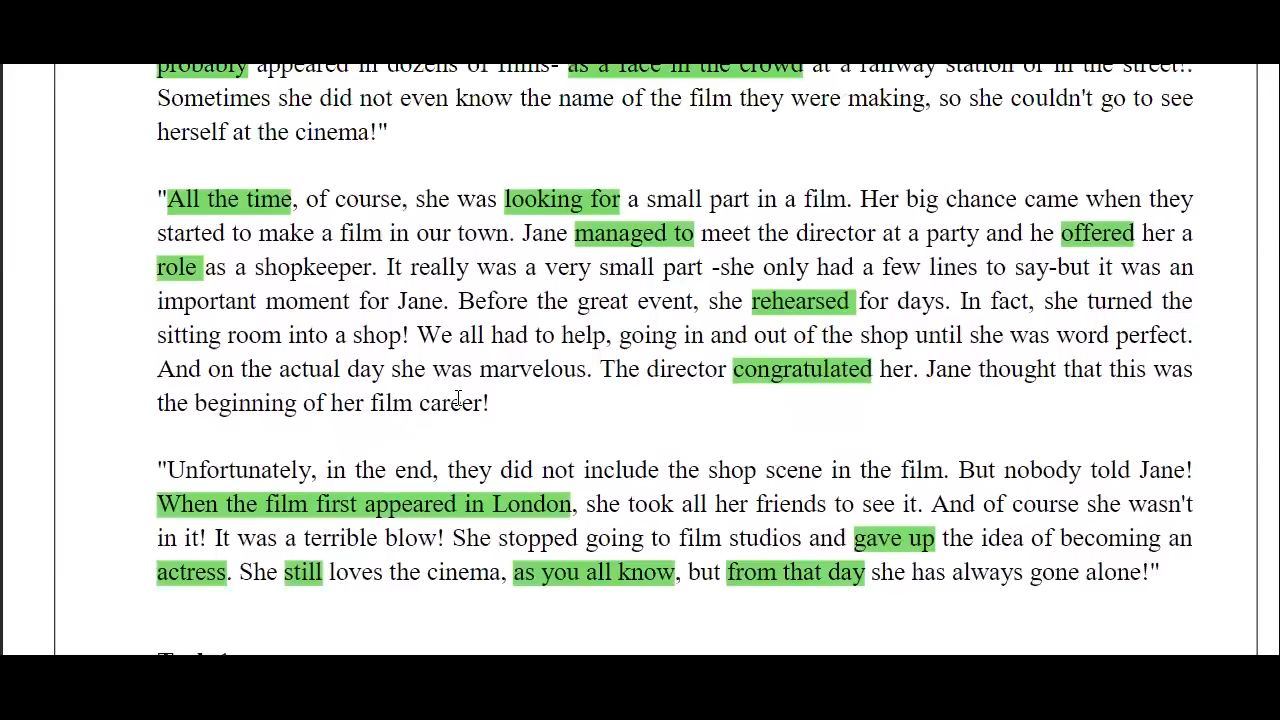 probably appeared in dozens of films- as a face in the crowd at a railway station or in the street!.
Sometimes she did not even know the name of the film they were making, so she couldn't go to see
herself at the cinema!"
"All the time, of course, she was looking for a small part in a film. Her big chance came when they
started to make a film in our town. Jane managed to meet the director at a party and he offered her a
role as a shopkeeper. It really was a very small part -she only had a few lines to say-but it was an
important moment for Jane. Before the great event, she rehearsed for days. In fact, she turned the
sitting room into a shop! We all had to help, going in and out of the shop until she was word perfect.
And on the actual day she was marvelous. The director congratulated her. Jane thought that this was
the beginning of her film career!
"Unfortunately, in the end, they did not include the shop scene in the film. But nobody told Jane!
When the film first appeared in London, she took all her friends to see it. And of course she wasn't
in it! It was a terrible blow! She stopped going to film studios and gave up the idea of becoming an
actress. She still loves the cinema, as you all know, but from that day she has always gone alone!"